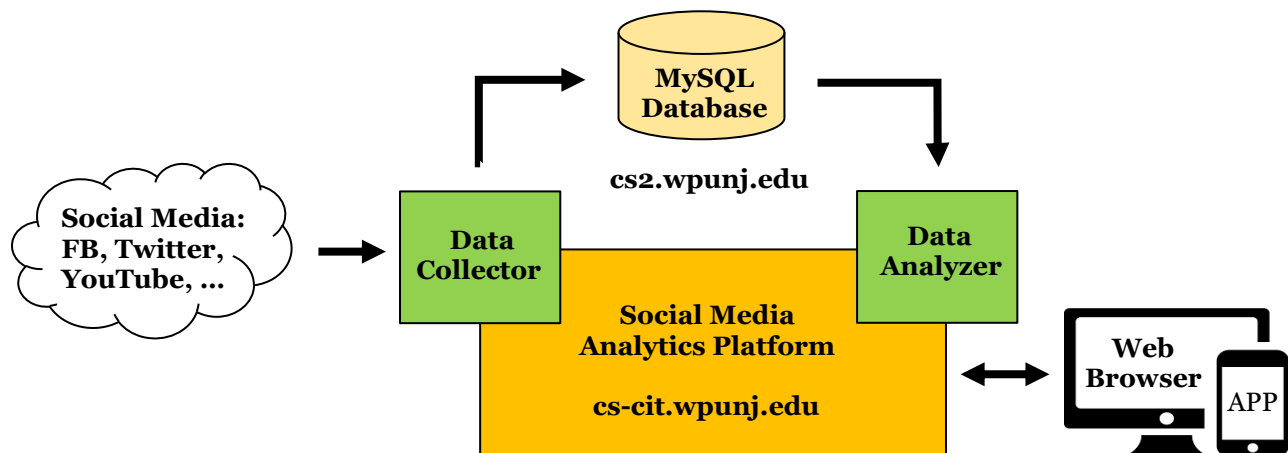 MySQL
Database
cs2.wpunj.edu
Social Media:
FB, Twitter,
YouTube, ...
Data
Collector
Data
Analyzer
Social Media
Analytics Platform
cs-cit.wpunj.edu
Web
Browser
APP